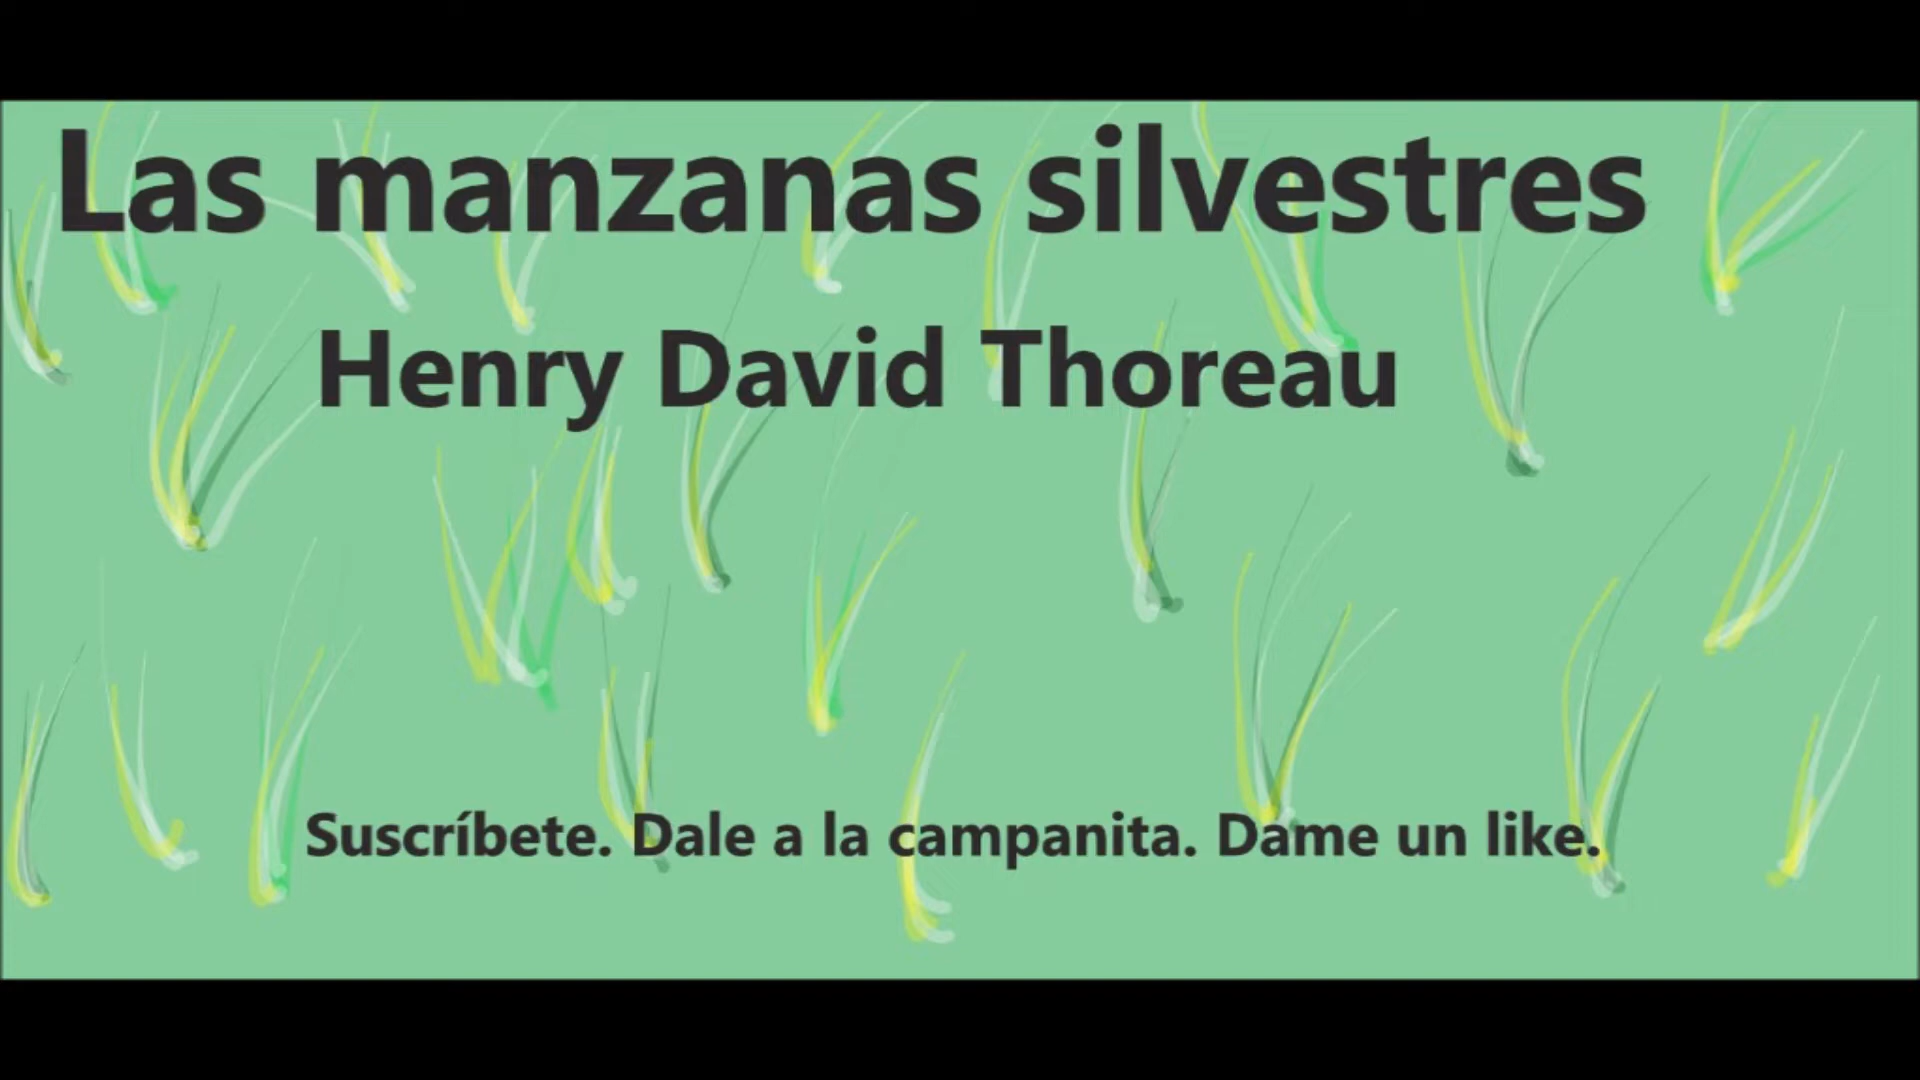 Las manzanas silvestres
Henry David Thoreau
Suscríbete. Dale a la campanita. Dame un like.